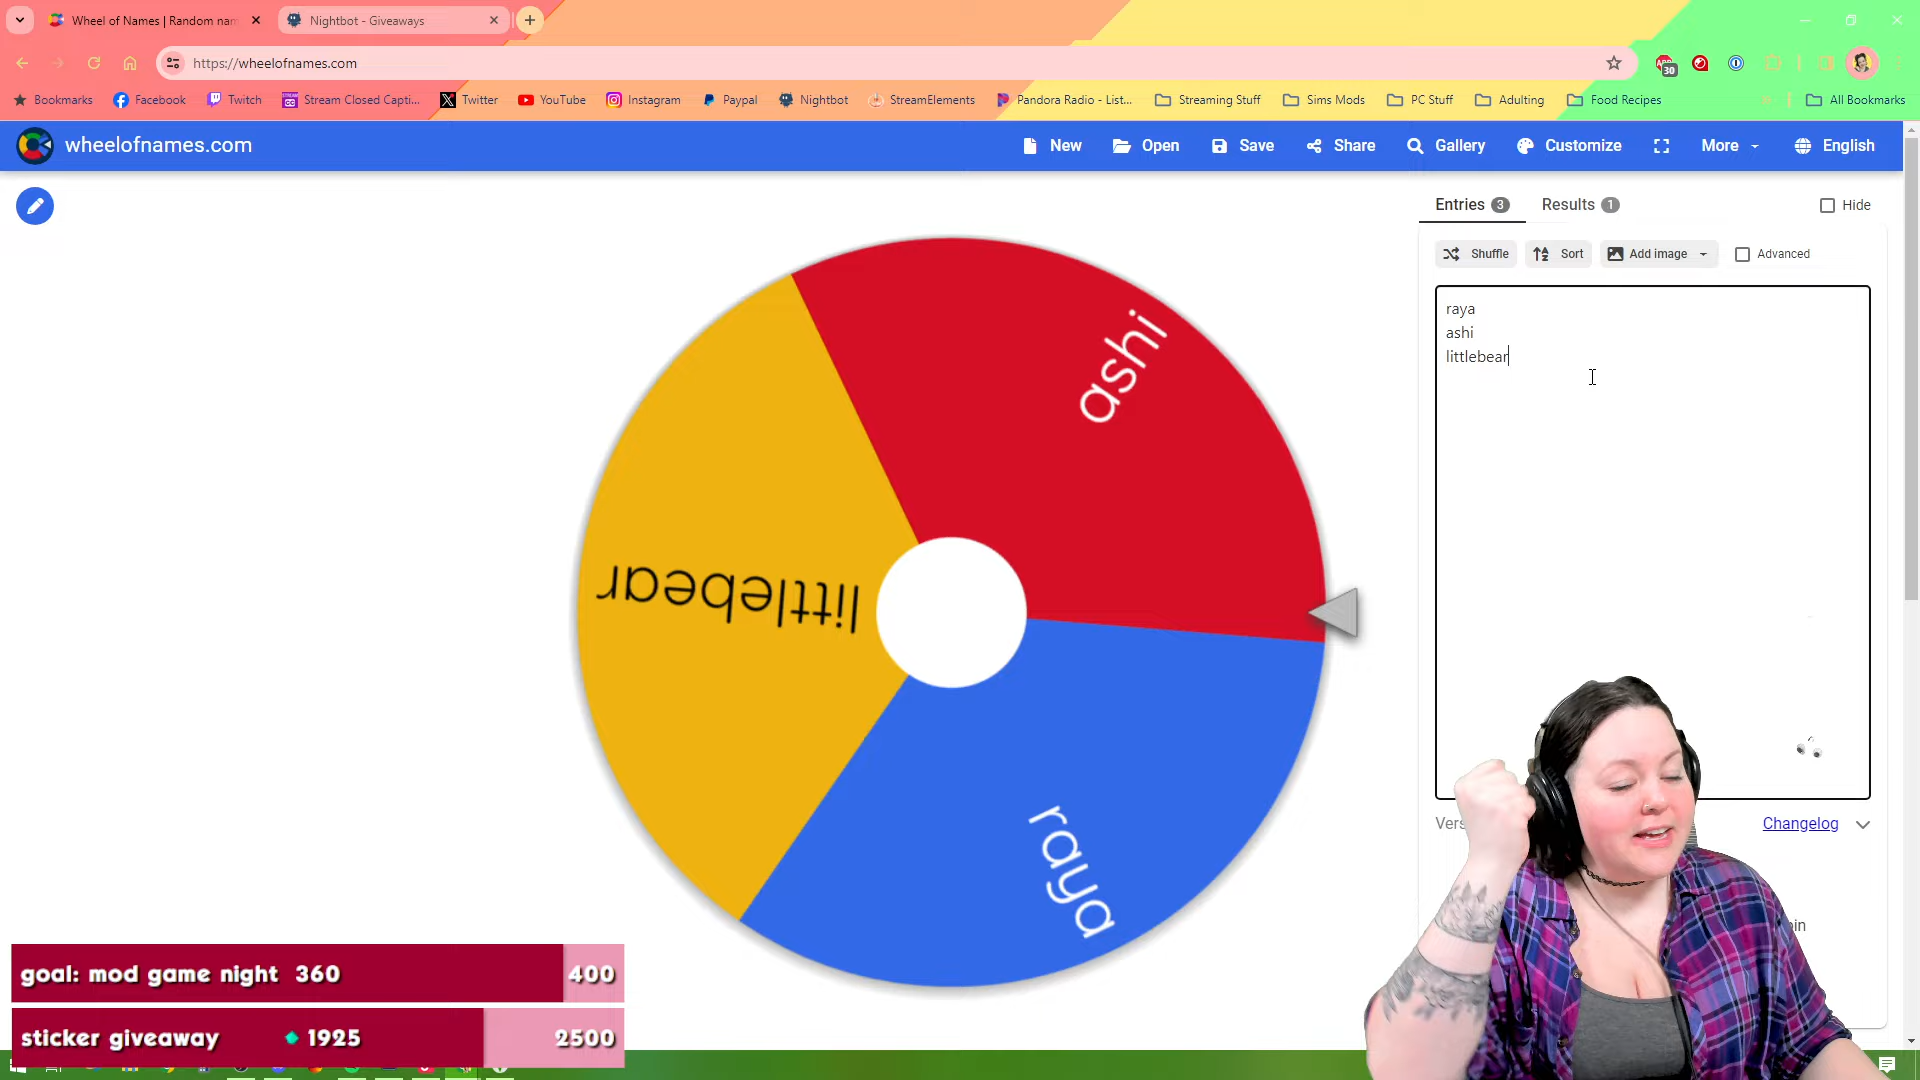 Wheel of Names | Random nam
Nightbot - Giveaways
https://wheelofnames.com
30
Bookmarks
Facebook
Twitch
Stream Closed Capti...
Twitter
YouTube
Instagram
Paypal
Nightbot
StreamElements
Pandora Radio - List...
Streaming Stuff
Sims Mods
PC Stuff
Adulting
Food Recipes
All Bookmarks
wheelofnames.com
New
Open
Save
Share
Gallery
Customize
More
English
Entries 3
Results 1
Hide
Shuffle
Sort
Add image
Advanced
raya
ashi
littlebear
ashi
littlebear
raya
Changelog
goal: mod game night 360
400
sticker giveaway 1925
2500